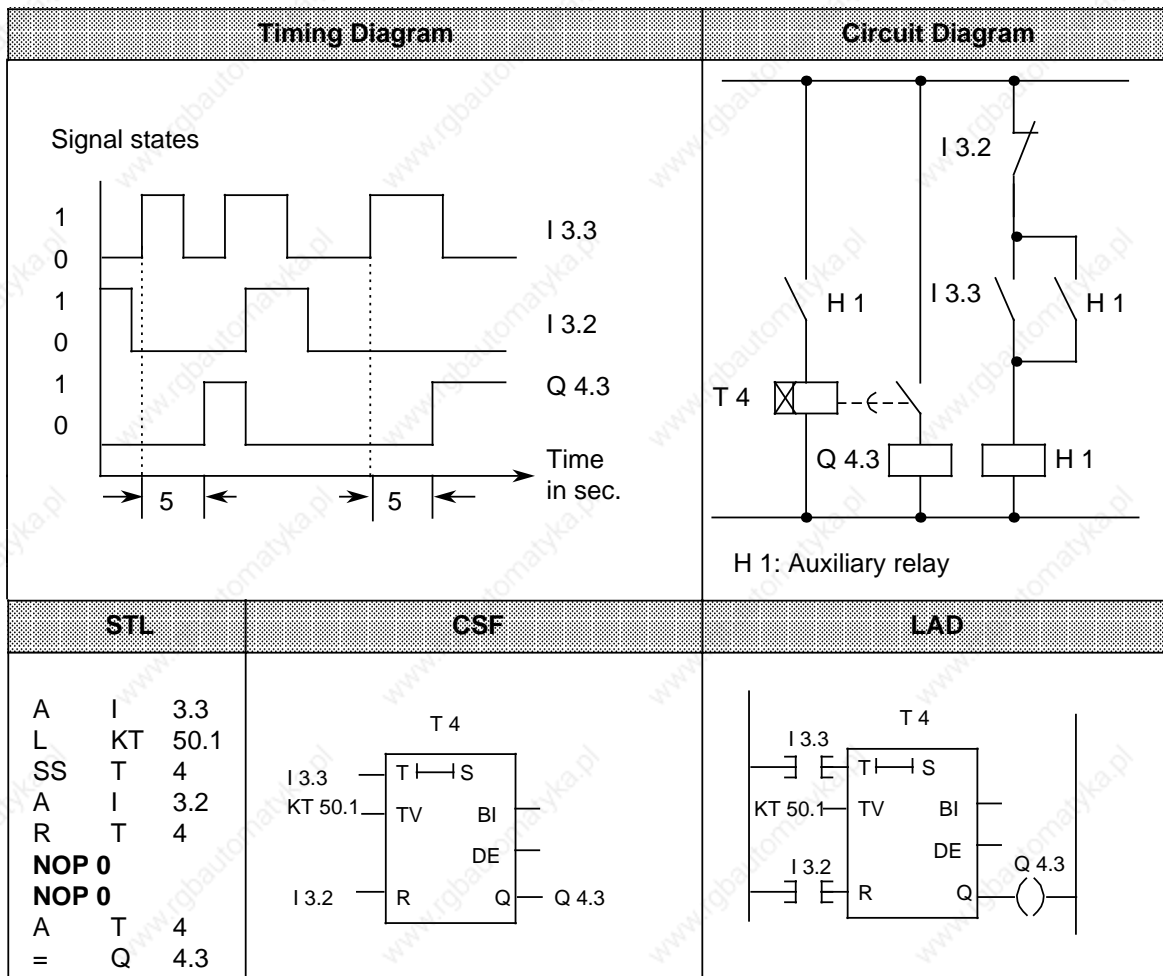 Timing Diagram
Circuit Diagram
Signal states
1
0
I 3.3
1
0
I 3.2
1
0
Q 4.3
Time
in sec.
5
5
I 3.2
H 1
I 3.3
H 1
T 4
Q 4.3
H 1
H 1: Auxiliary relay
STL
CSF
LAD
A I 3.3
L KT 50.1
SS T 4
A I 3.2
R T 4
NOP 0
NOP 0
A T 4
= Q 4.3
T 4
I 3.3
T S
KT 50.1
TV
BI
DE
I 3.2
R
Q
Q 4.3
T 4
I 3.3
T S
KT 50.1
TV
BI
DE
I 3.2
R
Q
Q 4.3
www.rgbautomatyka.pl